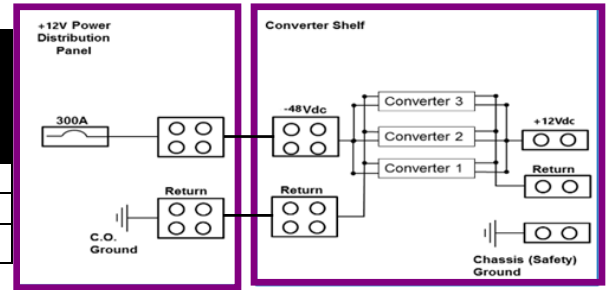 +12V Power
Distribution
Panel
300A
Return
C.O.
Ground
Converter Shelf
-48Vdc
Return
Converter 3
Converter 2
Converter 1
+12Vdc
Return
Chassis (Safety)
Ground